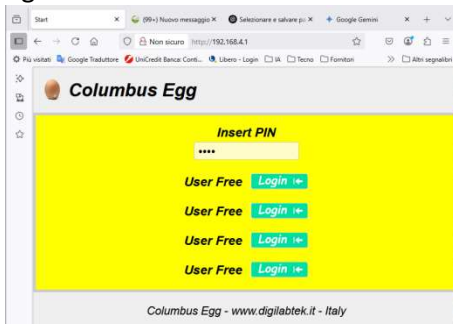 Start
(99+) Nuovo messaggio
Selezionare e salvare più
Google Gemini
Non sicuro http://192.168.4.1
Più visitati Google Traduttore UniCredit Banca: Conti... Libero - Login IA Tecno Fornitori Altri segnalibri
Columbus Egg
Insert PIN
••••
User Free Login
User Free Login
User Free Login
User Free Login
Columbus Egg - www.digilabtek.it - Italy